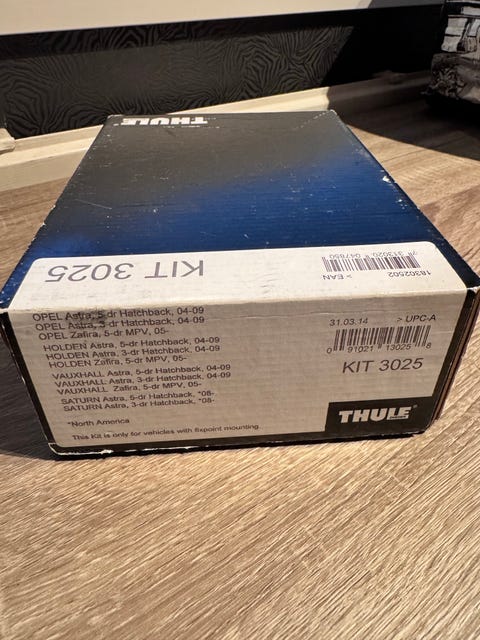 THULE
KIT 3025
18302502
> EAN
7 313020 047850
OPEL Astra, 5-dr Hatchback, 04-09
OPEL Astra, 3-dr Hatchback, 04-09
OPEL Zafira, 5-dr MPV, 05-
HOLDEN Astra, 5-dr Hatchback, 04-09
HOLDEN Astra, 3-dr Hatchback, 04-09
HOLDEN Zafira, 5-dr MPV, 05-
VAUXHALL Astra, 5-dr Hatchback, 04-09
VAUXHALL Astra, 3-dr Hatchback, 04-09
VAUXHALL Zafira, 5-dr MPV, 05-
SATURN Astra, 5-dr Hatchback, *08-
SATURN Astra, 3-dr Hatchback, *08-
*North America
This Kit is only for vehicles with fixpoint mounting.
31.03.14 > UPC-A
0 91021 13025 8
KIT 3025
THULE